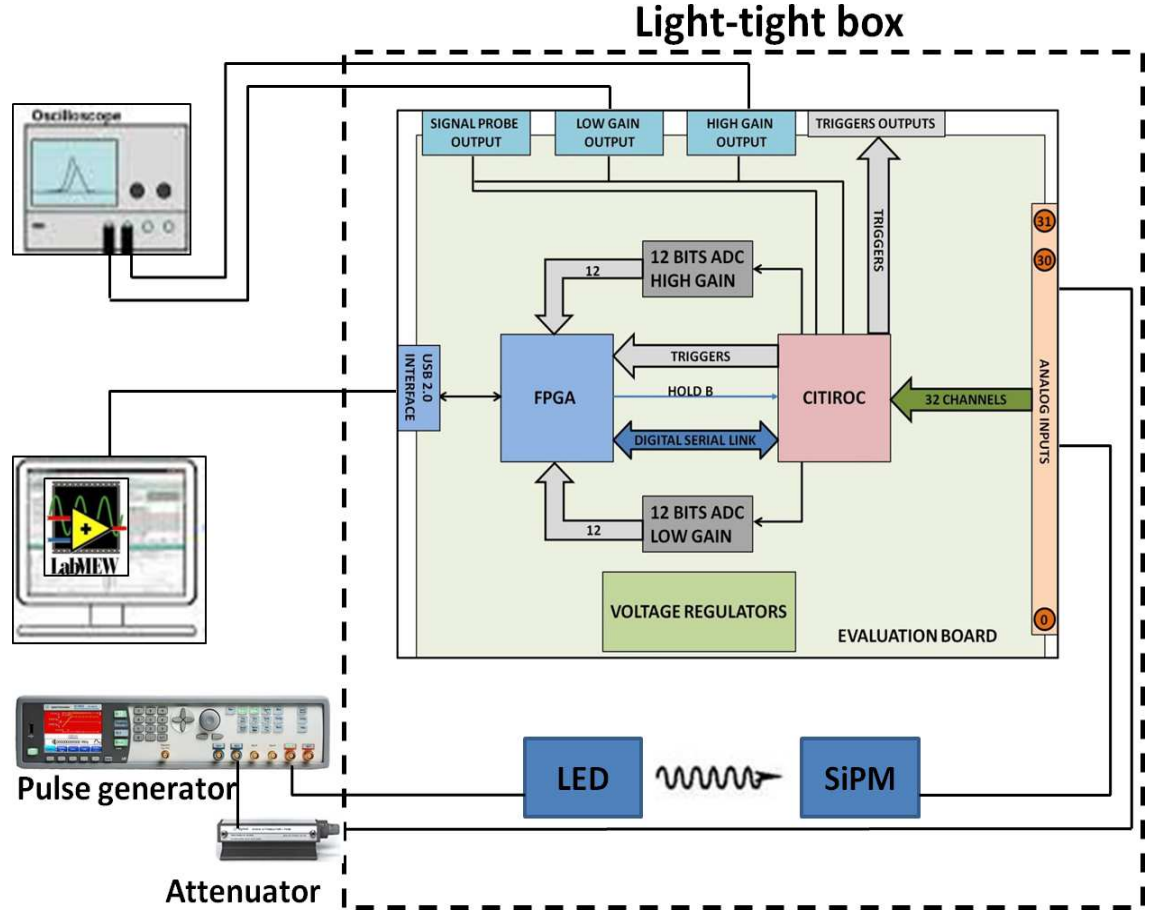 Light-tight box
Oscilloscope
SIGNAL PROBE
OUTPUT
LOW GAIN
OUTPUT
HIGH GAIN
OUTPUT
TRIGGERS OUTPUTS
TRIGGERS
31
30
12 BITS ADC
HIGH GAIN
12
USB 2.0
INTERFACE
FPGA
TRIGGERS
HOLD B
DIGITAL SERIAL LINK
CITIROC
32 CHANNELS
ANALOG INPUTS
12 BITS ADC
LOW GAIN
12
LabMEW
VOLTAGE REGULATORS
0
EVALUATION BOARD
Pulse generator
LED
SiPM
Attenuator